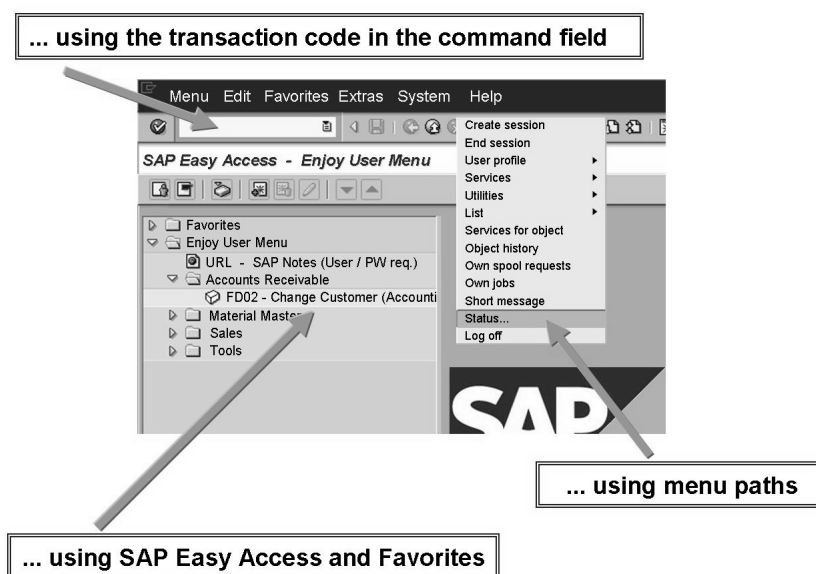 ... using the transaction code in the command field
Menu Edit Favorites Extras System Help
SAP Easy Access - Enjoy User Menu
Create session
End session
User profile
Services
Utilities
List
Services for object
Object history
Own spool requests
Own jobs
Short message
Status...
Log off
Favorites
Enjoy User Menu
URL - SAP Notes (User / PW req.)
Accounts Receivable
FD02 - Change Customer (Accounti
Material Master
Sales
Tools
SAP
... using menu paths
... using SAP Easy Access and Favorites